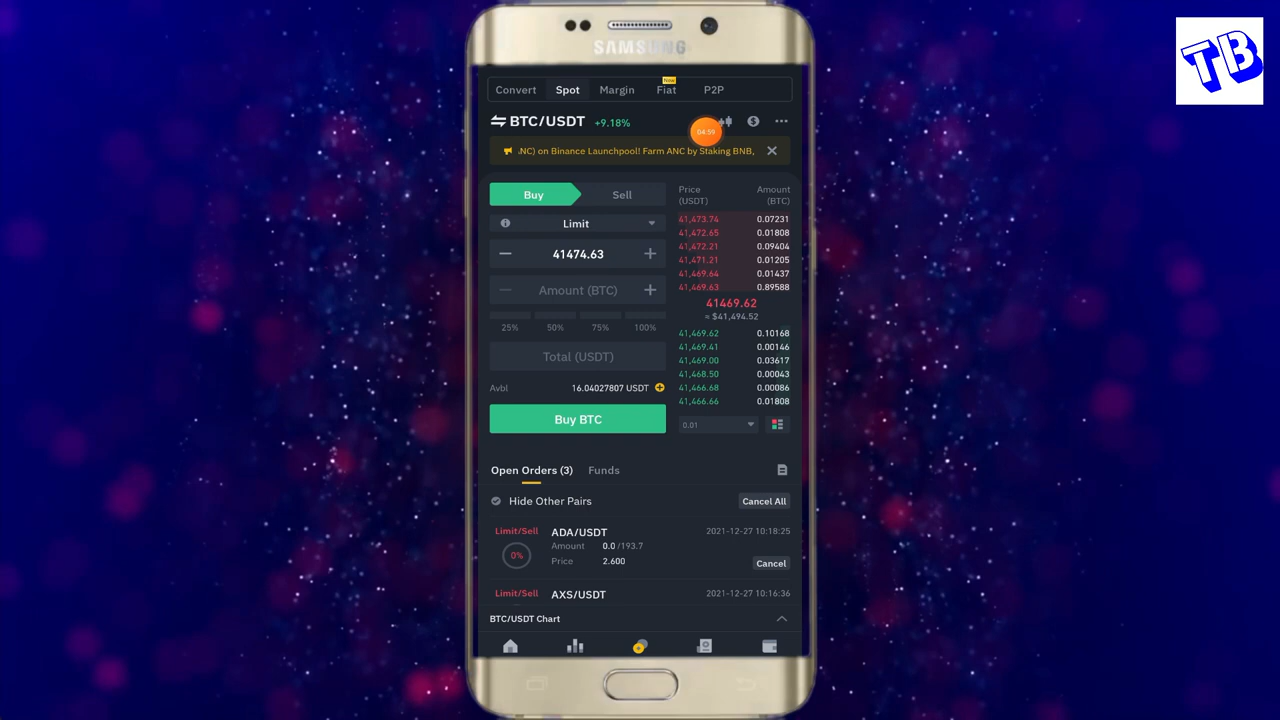 SAMSUNG
TB
Convert Spot Margin Fiat New P2P
BTC/USDT +9.18%
04:59
.NC) on Binance Launchpool! Farm ANC by Staking BNB,
Buy Sell
Limit
41474.63
Amount (BTC)
25% 50% 75% 100%
Total (USDT)
Avbl 16.04027807 USDT
Buy BTC
Price Amount
(USDT) (BTC)
41,473.74 0.07231
41,472.65 0.01808
41,472.21 0.09404
41,471.21 0.01205
41,469.64 0.01437
41,469.63 0.89588
41469.62
≈ $41,494.52
41,469.62 0.10168
41,469.41 0.00146
41,469.00 0.03617
41,468.50 0.00043
41,466.68 0.00086
41,466.66 0.01808
0.01
Open Orders (3) Funds
Hide Other Pairs Cancel All
Limit/Sell ADA/USDT 2021-12-27 10:18:25
Amount 0.0 /193.7
0%
Price 2.600 Cancel
Limit/Sell AXS/USDT 2021-12-27 10:16:36
BTC/USDT Chart